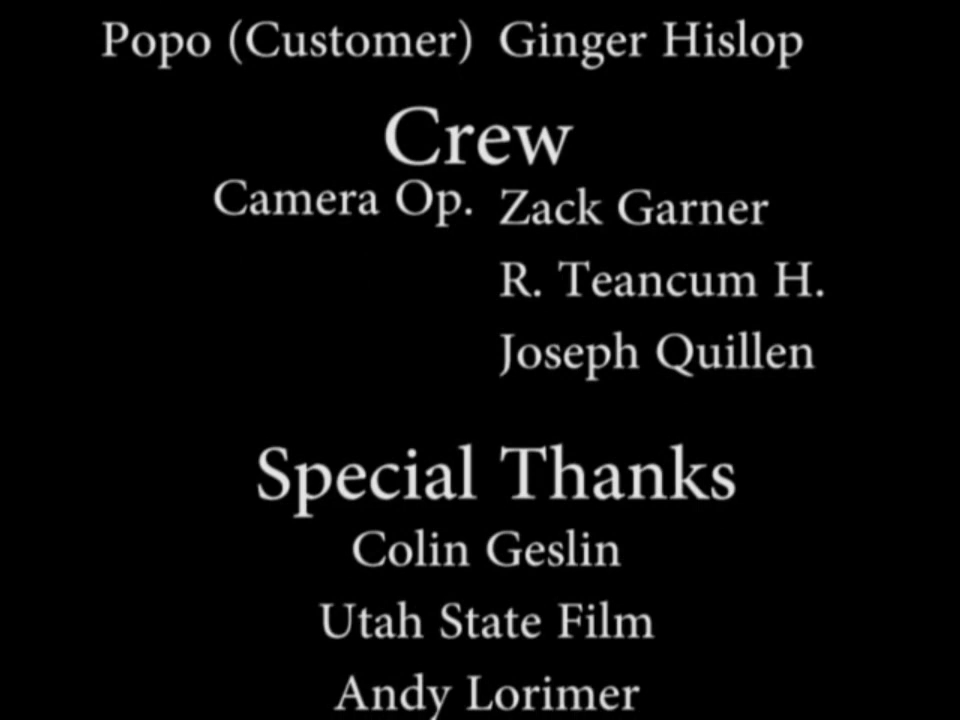 Popo (Customer) Ginger Hislop
Crew
Camera Op. Zack Garner
R. Teancum H.
Joseph Quillen
Special Thanks
Colin Geslin
Utah State Film
Andy Lorimer